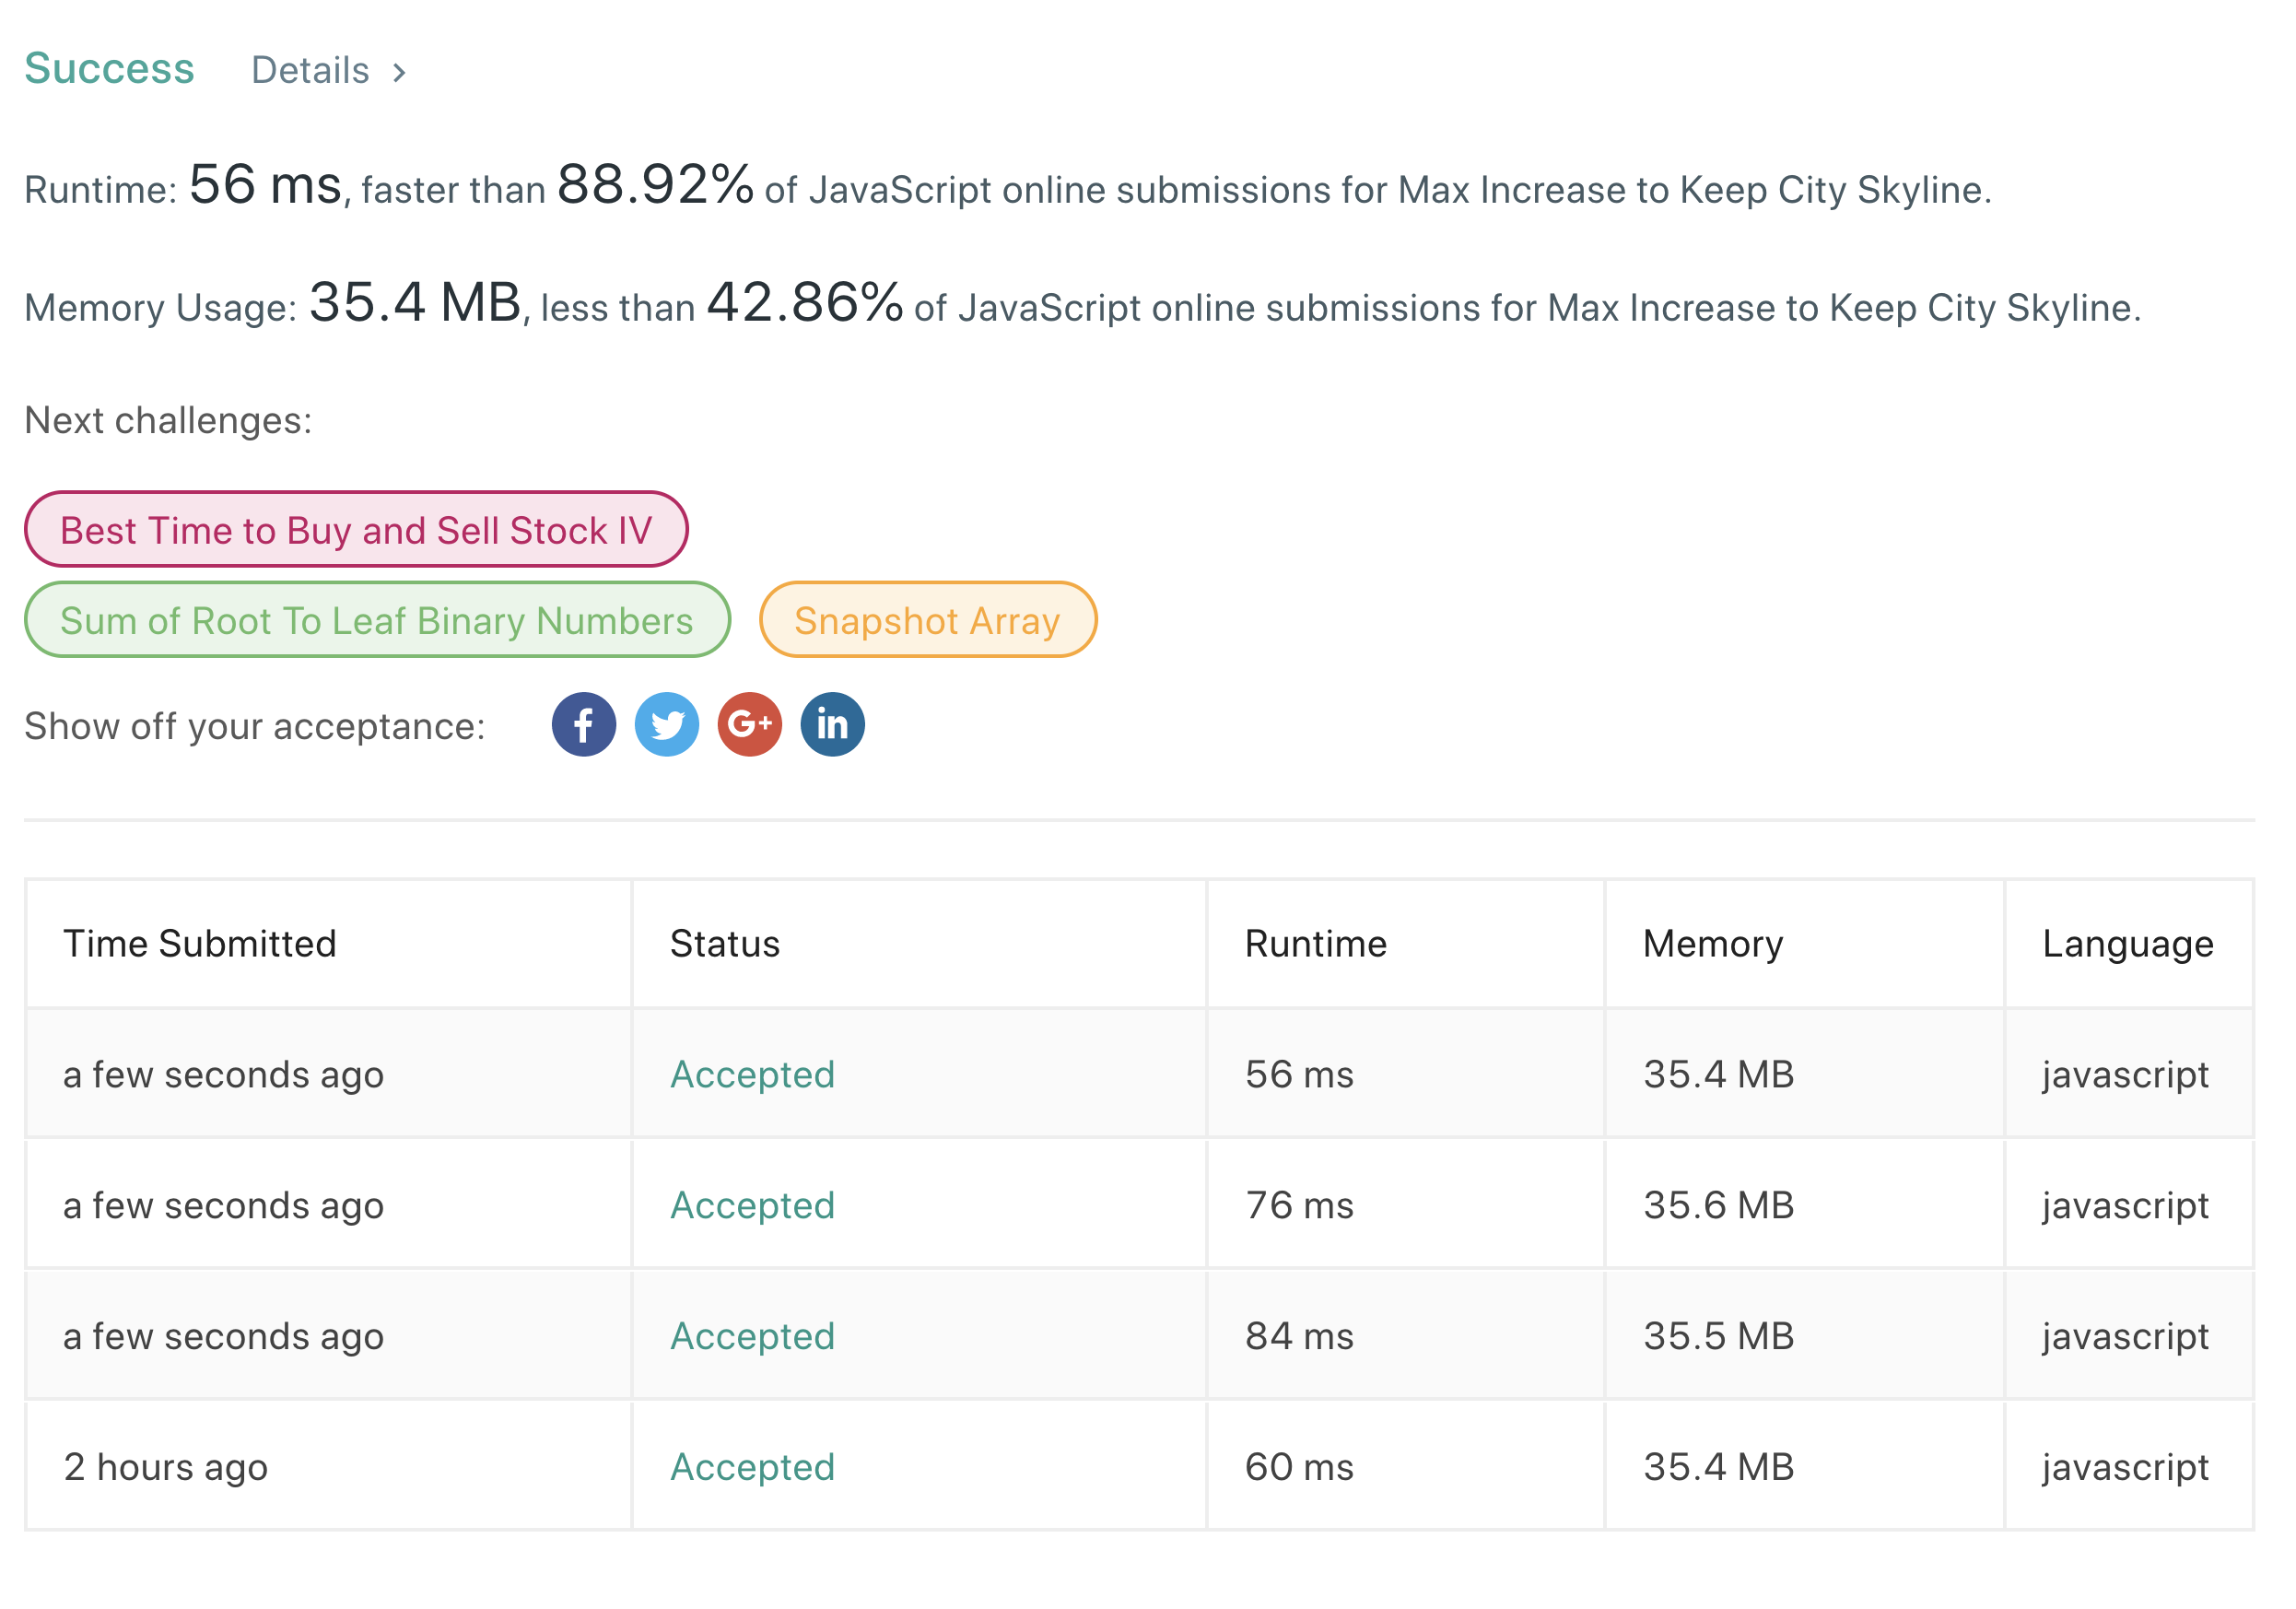 Success Details >
Runtime: 56 ms, faster than 88.92% of JavaScript online submissions for Max Increase to Keep City Skyline.
Memory Usage: 35.4 MB, less than 42.86% of JavaScript online submissions for Max Increase to Keep City Skyline.
Next challenges:
Best Time to Buy and Sell Stock IV
Sum of Root To Leaf Binary Numbers Snapshot Array
Show off your acceptance: f G+ in
Time Submitted Status Runtime Memory Language
a few seconds ago Accepted 56 ms 35.4 MB javascript
a few seconds ago Accepted 76 ms 35.6 MB javascript
a few seconds ago Accepted 84 ms 35.5 MB javascript
2 hours ago Accepted 60 ms 35.4 MB javascript